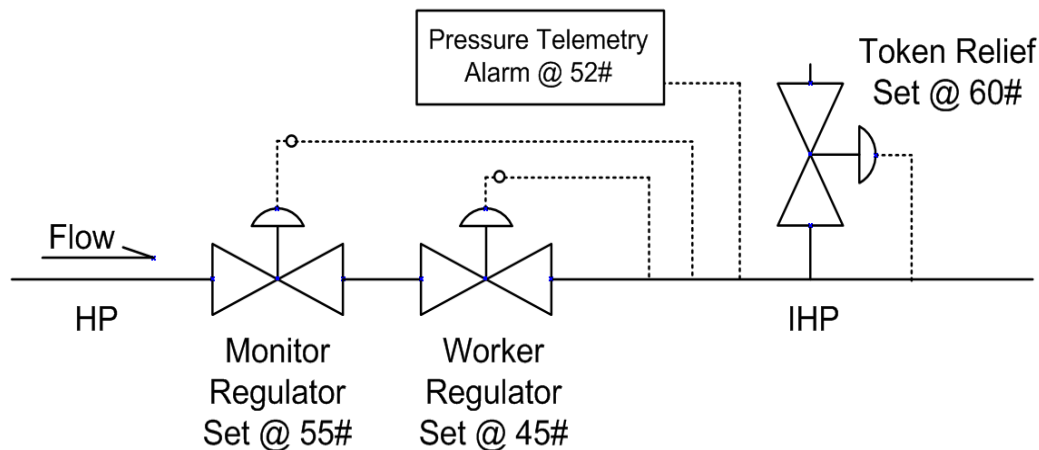 Pressure Telemetry
Alarm @ 52#
Token Relief
Set @ 60#
Flow
HP
IHP
Monitor
Regulator
Set @ 55#
Worker
Regulator
Set @ 45#